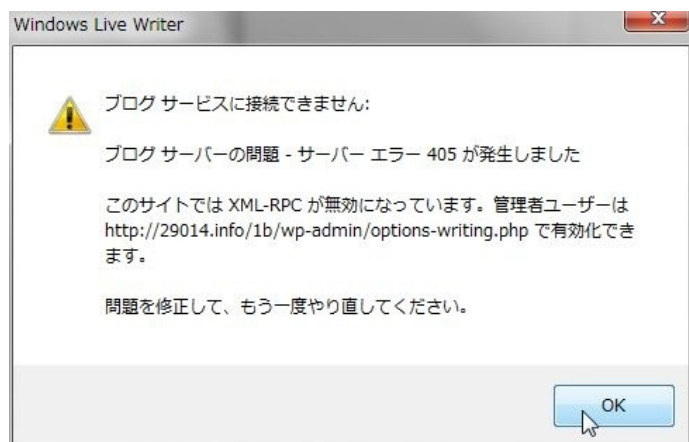 Windows Live Writer
ブログ サービスに接続できません:
ブログ サーバーの問題 - サーバー エラー 405 が発生しました
このサイトでは XML-RPC が無効になっています。管理者ユーザーは
http://29014.info/1b/wp-admin/options-writing.php で有効化でき
ます。
問題を修正して、もう一度やり直してください。
OK